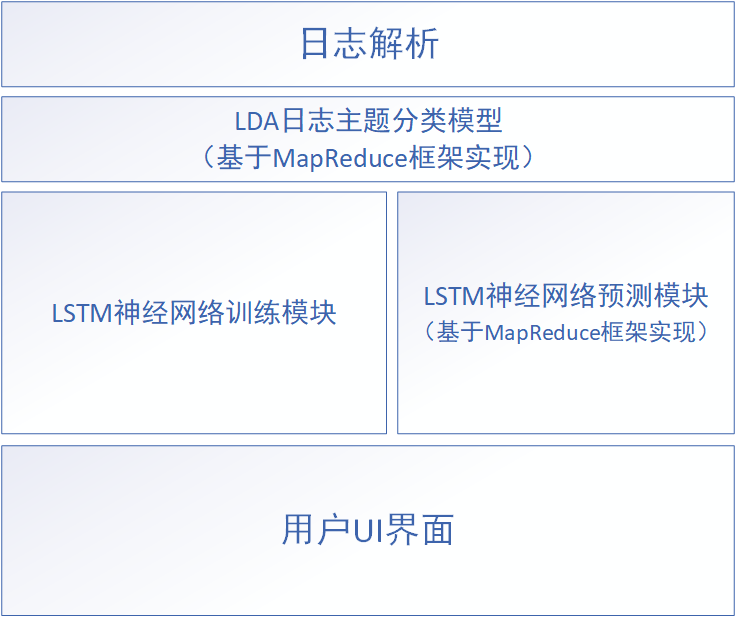 日志解析
LDA日志主题分类模型
（基于MapReduce框架实现）
LSTM神经网络训练模块
LSTM神经网络预测模块
（基于MapReduce框架实现）
用户UI界面